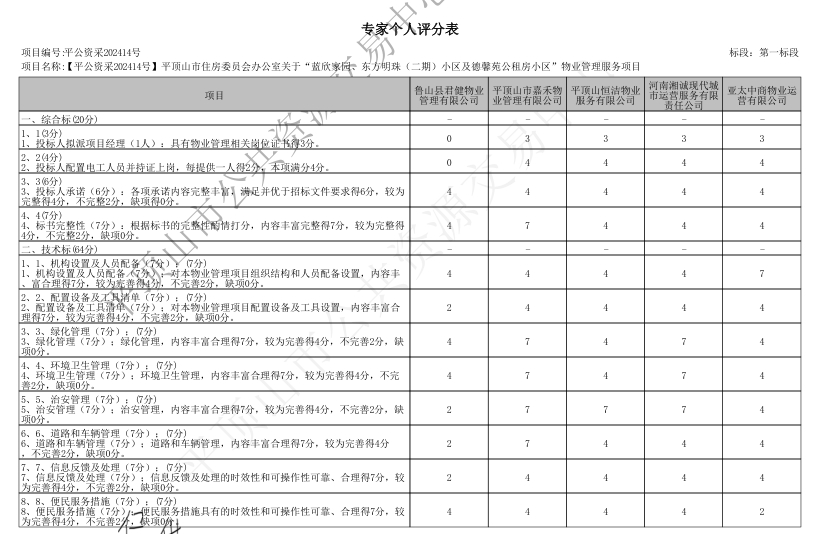 专家个人评分表
项目编号:平公资采202414号
标段: 第一标段
项目名称:【平公资采202414号】平顶山市住房委员会办公室关于“蓝欣家园、东方明珠（二期）小区及德馨苑公租房小区”物业管理服务项目
项目
鲁山县君健物业
管理有限公司
平顶山市嘉禾物
业管理有限公司
平顶山恒洁物业
服务有限公司
河南湘诚现代城
市运营服务有限
责任公司
亚太中商物业运
营有限公司
一、综合标(20分) － － － － －
1、1(3分)
1、投标人拟派项目经理（1人）: 具有物业管理相关岗位证书得3分。
0 3 3 3 3
2、2(4分)
2、投标人配置电工人员并持证上岗, 每提供一人得2分, 本项满分4分。
0 4 4 4 4
3、3(6分)
3、投标人承诺（6分）: 各项承诺内容完整丰富, 满足并优于招标文件要求得6分, 较为
完整得4分, 不完整2分, 缺项得0分。
4 4 4 4 4
4、4(7分)
4、标书完整性（7分）: 根据标书的完整性酌情打分, 内容丰富完整得7分, 较为完整得
4分, 不完整2分, 缺项0分。
4 7 4 4 4
二、技术标(64分) － － － － －
1、1、机构设置及人员配备（7分）; (7分)
1、机构设置及人员配备（7分）; 对本物业管理项目组织结构和人员配备设置, 内容丰
、富合理得7分, 较为完善得4分, 不完善2分, 缺项0分。
4 4 4 4 7
2、2、配置设备及工具清单（7分）; (7分)
2、配置设备及工具清单（7分）; 对本物业管理项目配置设备及工具设置, 内容丰富合
理得7分, 较为完善得4分, 不完善2分, 缺项0分。
2 4 4 4 4
3、3、绿化管理（7分）; (7分)
3、绿化管理（7分）; 绿化管理, 内容丰富合理得7分, 较为完善得4分, 不完善2分, 缺
项0分。
4 7 4 7 4
4、4、环境卫生管理（7分）; (7分)
4、环境卫生管理（7分）; 环境卫生管理, 内容丰富合理得7分, 较为完善得4分, 不完
善2分, 缺项0分。
4 7 4 7 4
5、5、治安管理（7分）; (7分)
5、治安管理（7分）; 治安管理, 内容丰富合理得7分, 较为完善得4分, 不完善2分, 缺
项0分。
2 7 7 7 4
6、6、道路和车辆管理（7分）; (7分)
6、道路和车辆管理（7分）; 道路和车辆管理, 内容丰富合理得7分, 较为完善得4分
, 不完善2分, 缺项0分。
2 7 4 4 4
7、7、信息反馈及处理（7分）; (7分)
7、信息反馈及处理（7分）; 信息反馈及处理的时效性和可操作性可靠、合理得7分, 较
为完善得4分, 不完善2分, 缺项0分。
2 4 4 4 4
8、8、便民服务措施（7分）; (7分)
8、便民服务措施（7分）; 便民服务措施具有的时效性和可操作性可靠、合理得7分, 较
为完善得4分, 不完善2分, 缺项0分。
4 4 4 4 2
平顶山市公共资源交易中心
平顶山市公共资源交易中心